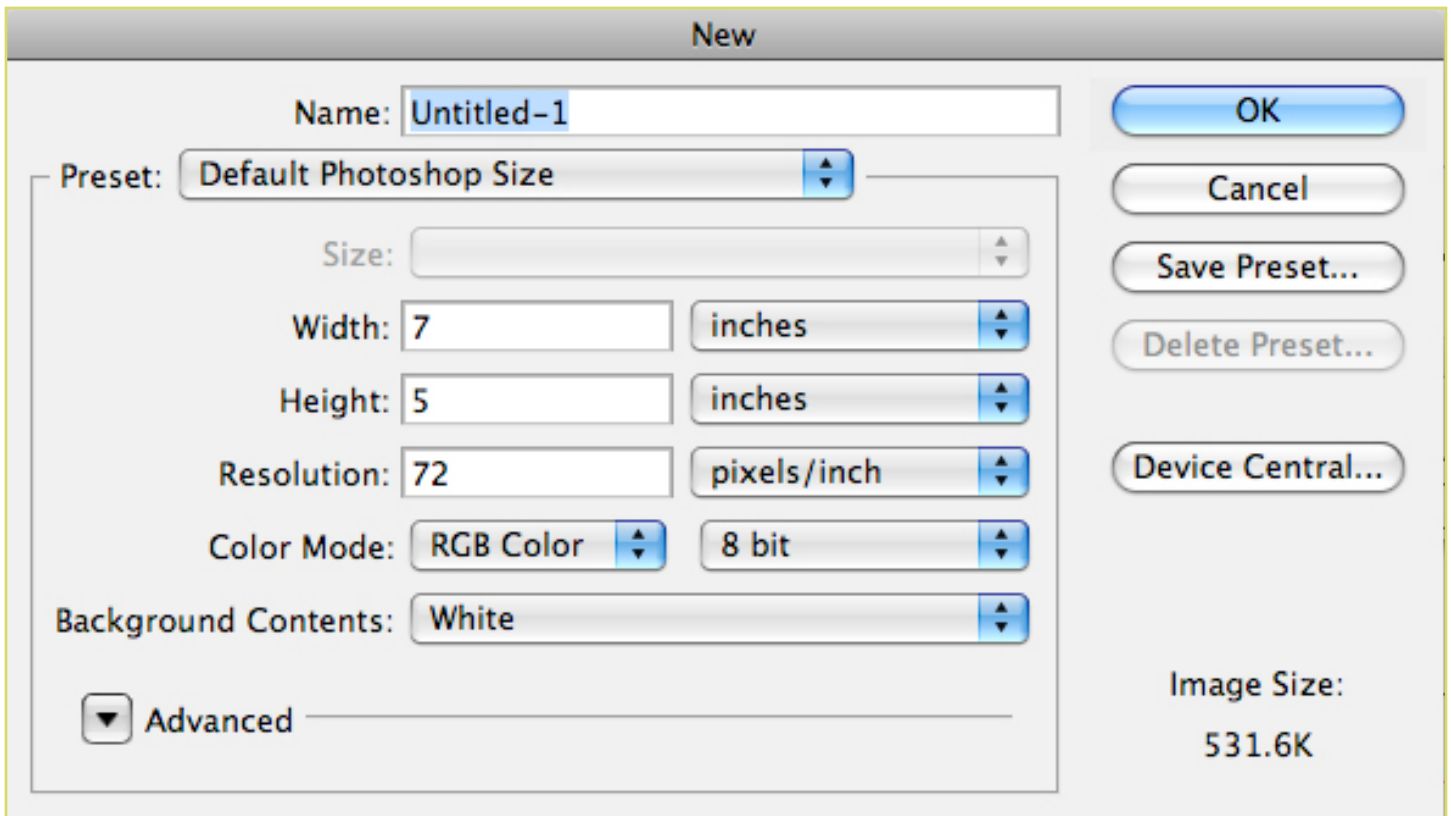 New
Name: Untitled-1
OK
Preset: Default Photoshop Size
Cancel
Size:
Save Preset...
Width: 7 inches
Delete Preset...
Height: 5 inches
Resolution: 72 pixels/inch
Device Central...
Color Mode: RGB Color 8 bit
Background Contents: White
Image Size:
Advanced
531.6K